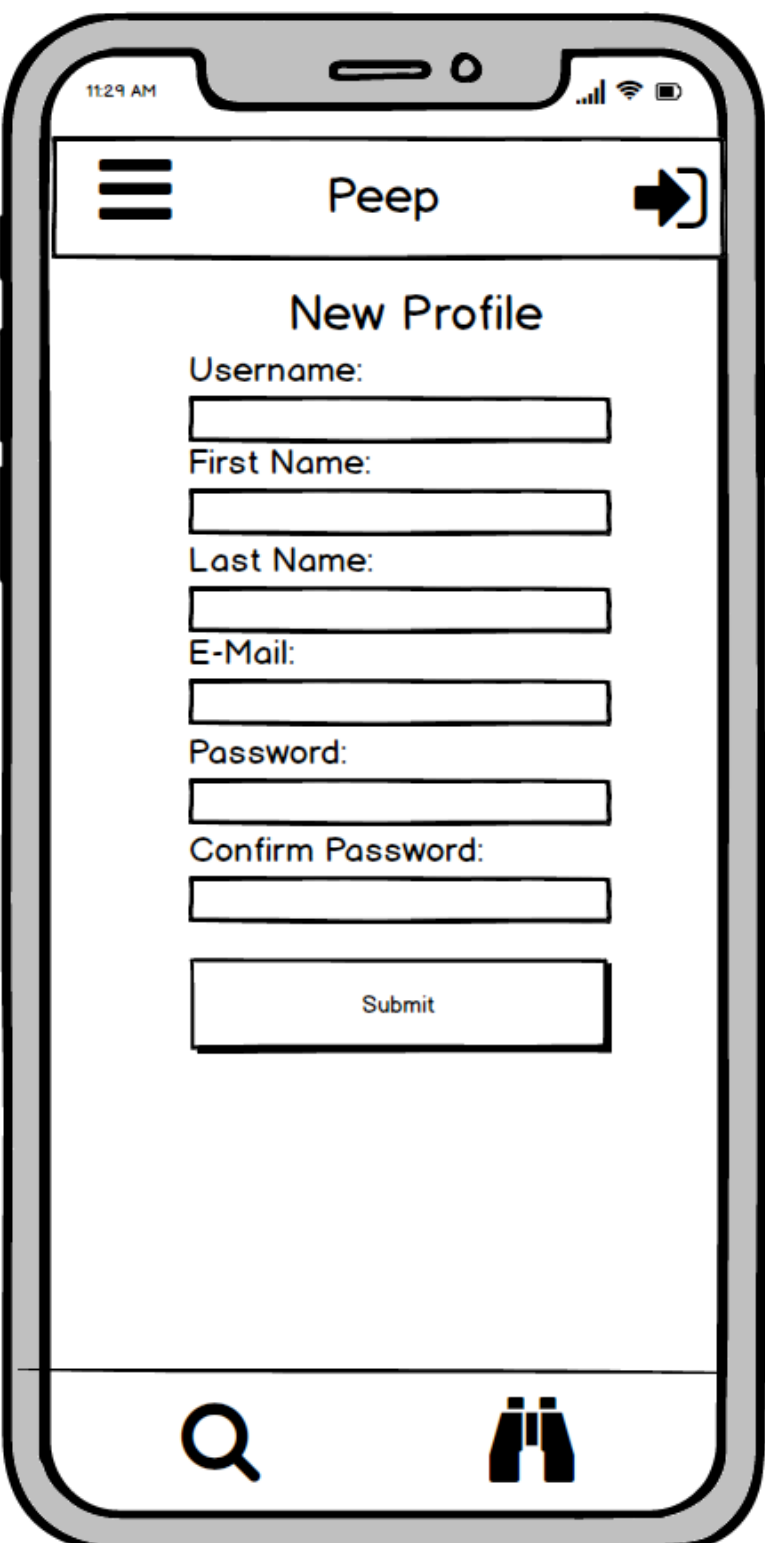 11:29 AM
Peep
New Profile
Username:
First Name:
Last Name:
E-Mail:
Password:
Confirm Password:
Submit